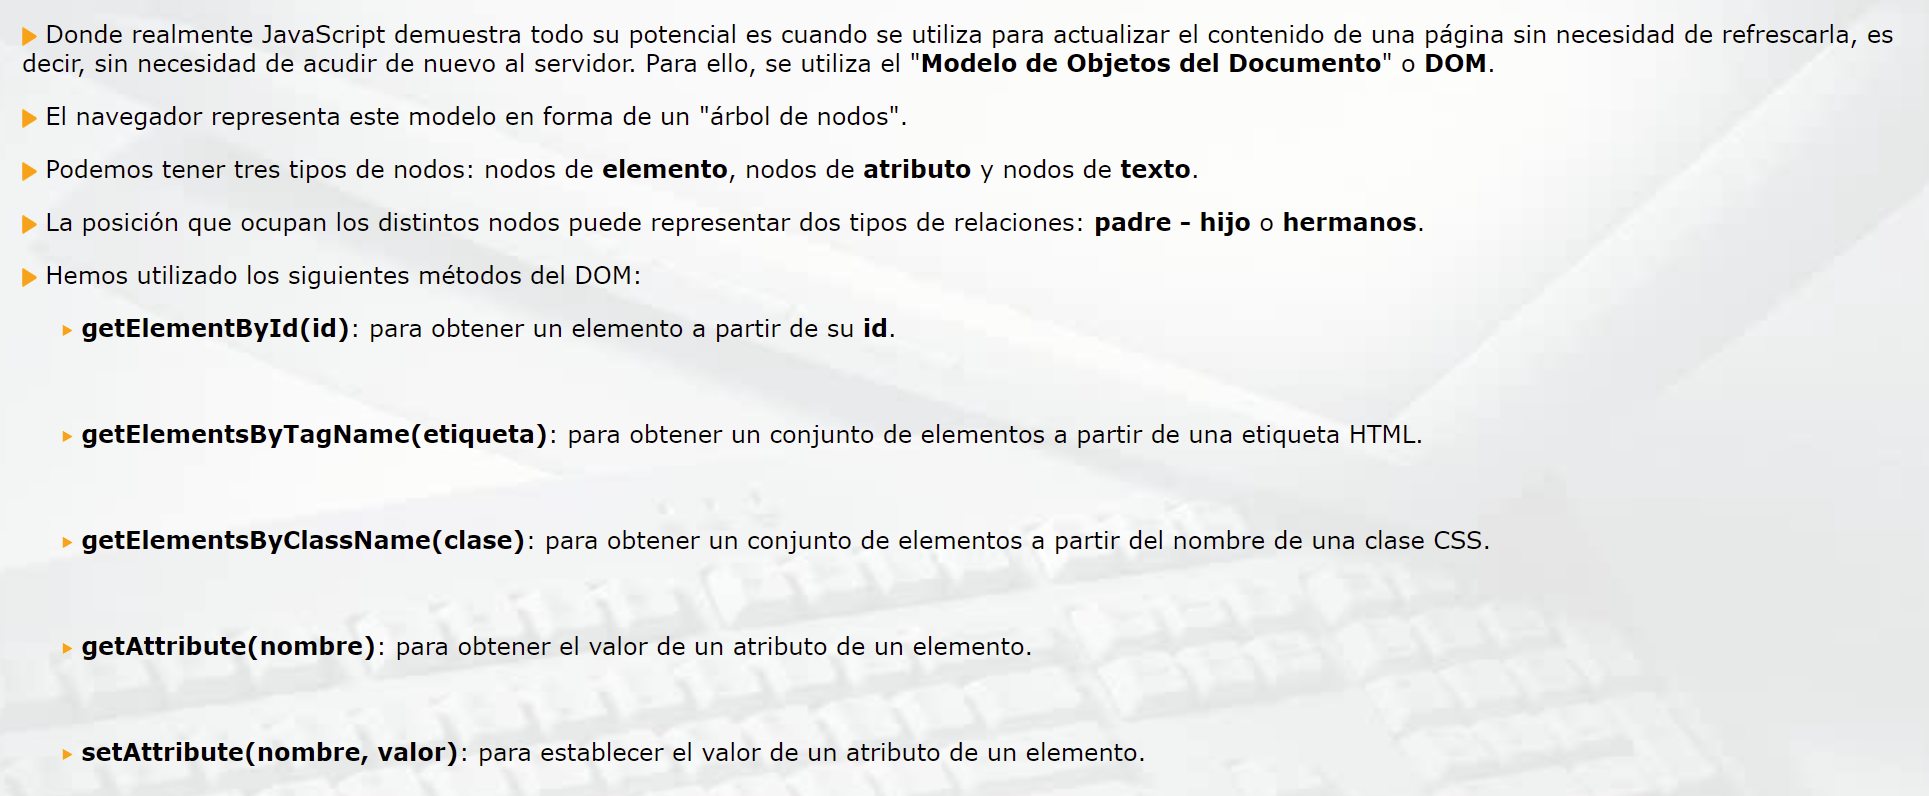 Donde realmente JavaScript demuestra todo su potencial es cuando se utiliza para actualizar el contenido de una página sin necesidad de refrescarla, es
decir, sin necesidad de acudir de nuevo al servidor. Para ello, se utiliza el "Modelo de Objetos del Documento" o DOM.
El navegador representa este modelo en forma de un "árbol de nodos".
Podemos tener tres tipos de nodos: nodos de elemento, nodos de atributo y nodos de texto.
La posición que ocupan los distintos nodos puede representar dos tipos de relaciones: padre – hijo o hermanos.
Hemos utilizado los siguientes métodos del DOM:
getElementById(id): para obtener un elemento a partir de su id.
getElementsByTagName(etiqueta): para obtener un conjunto de elementos a partir de una etiqueta HTML.
getElementsByClassName(clase): para obtener un conjunto de elementos a partir del nombre de una clase CSS.
getAttribute(nombre): para obtener el valor de un atributo de un elemento.
setAttribute(nombre, valor): para establecer el valor de un atributo de un elemento.